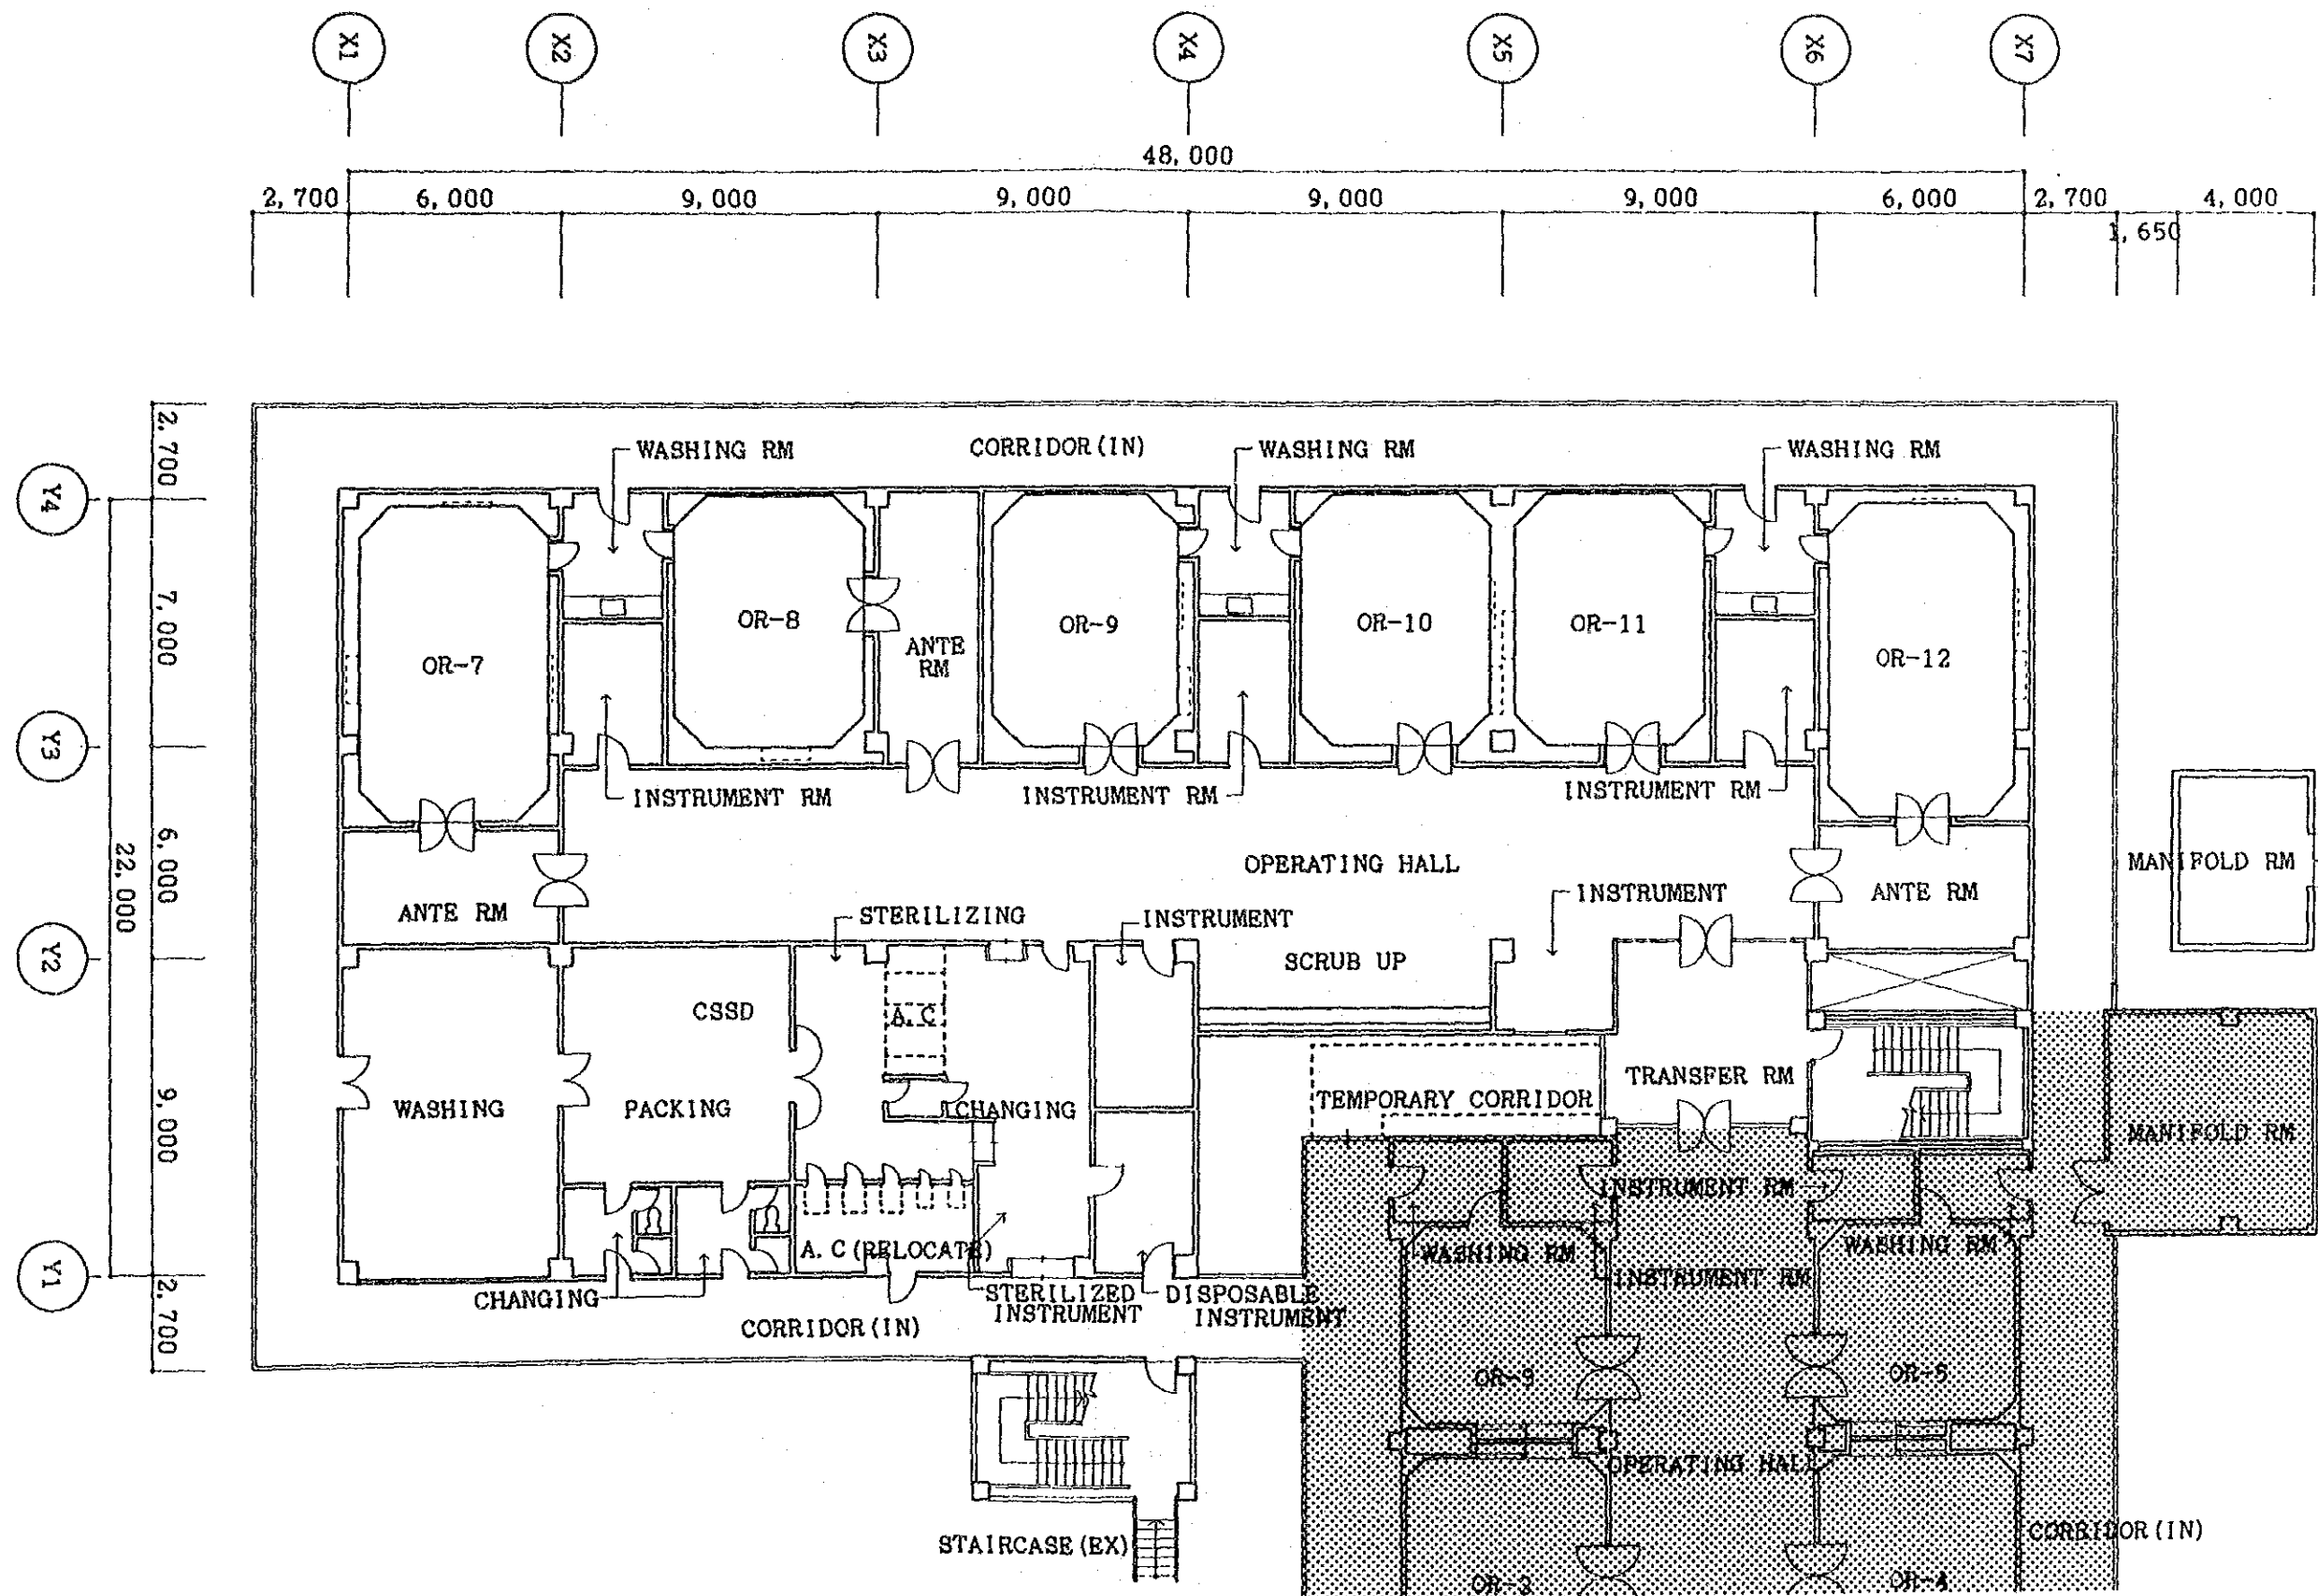 X1
X2
X3
X4
X5
X6
X7
48,000
2,700
6,000
9,000
9,000
9,000
9,000
6,000
2,700
1,650
4,000
Y4
Y3
Y2
Y1
2,700
7,000
6,000
9,000
2,700
22,000
WASHING RM
CORRIDOR(IN)
WASHING RM
WASHING RM
OR-7
OR-8
ANTE
RM
OR-9
OR-10
OR-11
OR-12
INSTRUMENT RM
INSTRUMENT RM
INSTRUMENT RM
OPERATING HALL
MANIFOLD RM
ANTE RM
STERILIZING
INSTRUMENT
INSTRUMENT
ANTE RM
SCRUB UP
CSSD
A.C
WASHING
PACKING
CHANGING
TEMPORARY CORRIDOR
TRANSFER RM
MANIFOLD RM
INSTRUMENT RM
A.C(RELOCATE)
WASHING RM
WASHING RM
INSTRUMENT RM
CHANGING
STERILIZED
INSTRUMENT
DISPOSABLE
INSTRUMENT
CORRIDOR(IN)
OR-9
OR-5
OPERATING HALL
STAIRCASE(EX)
CORRIDOR(IN)
OR-4